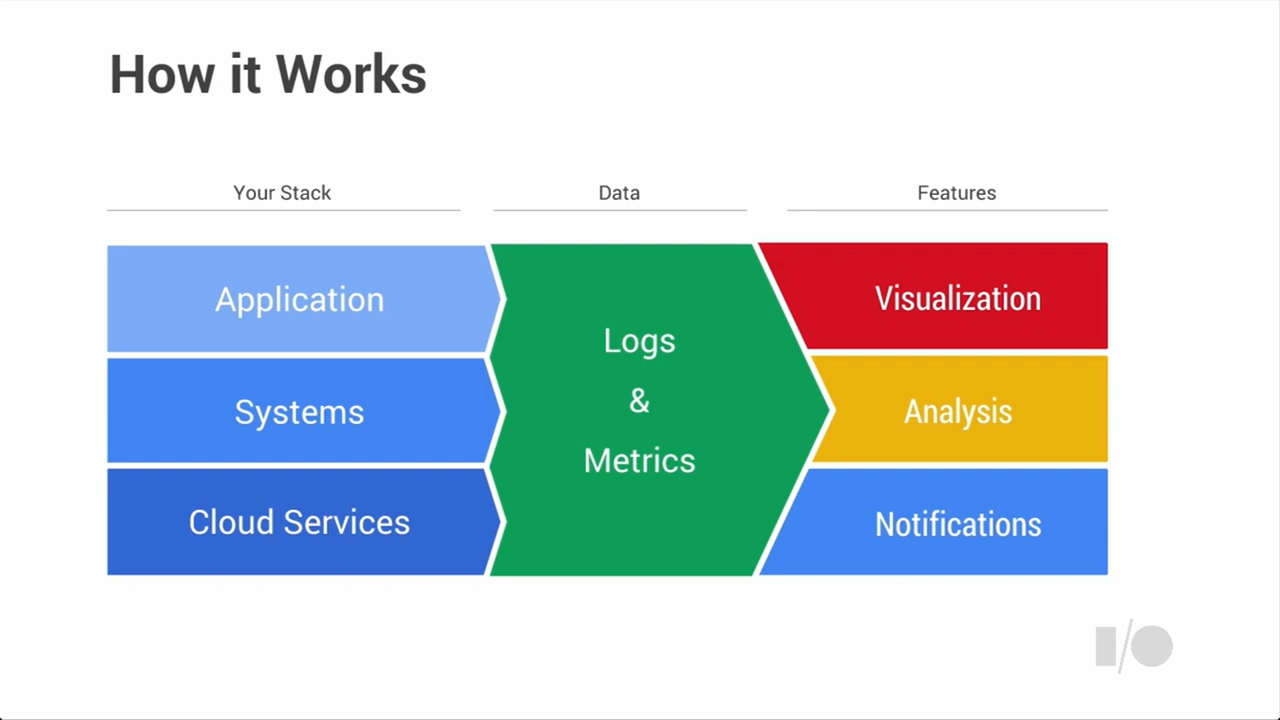 How it Works
Your Stack
Data
Features
Application
Systems
Cloud Services
Logs
&
Metrics
Visualization
Analysis
Notifications
I/O